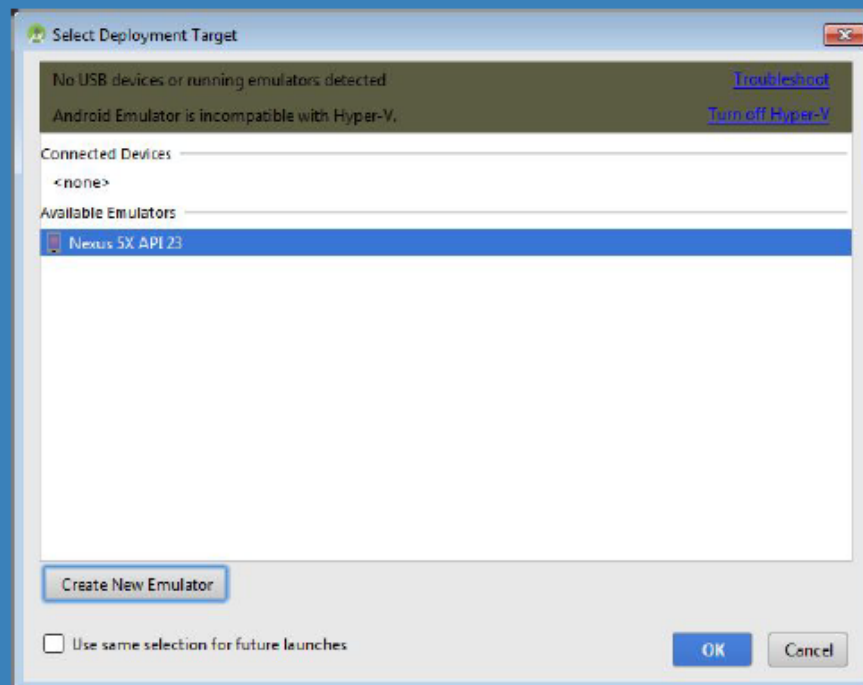 Select Deployment Target
No USB devices or running emulators detected Troubleshoot
Android Emulator is incompatible with Hyper-V. Turn off Hyper-V
Connected Devices
<none>
Available Emulators
Nexus 5X API 23
Create New Emulator
Use same selection for future launches
OK Cancel